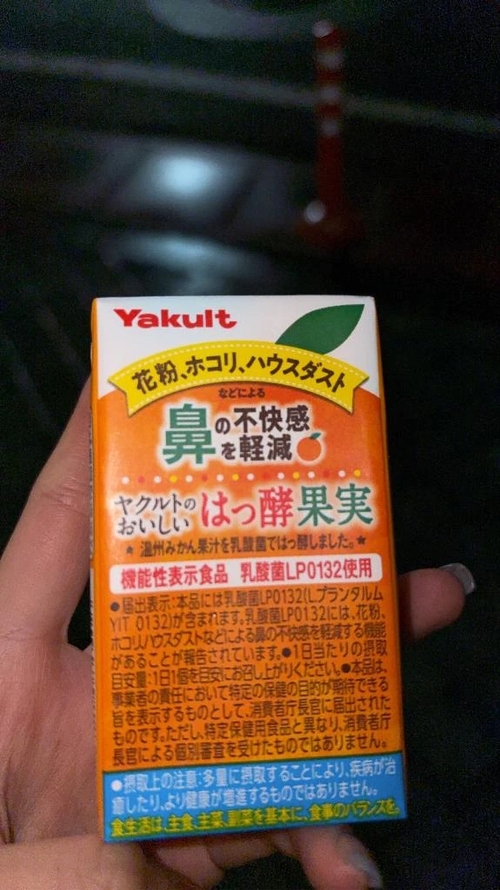 Yakult
花粉、ホコリ、ハウスダスト
などによる
鼻の不快感
を軽減
ヤクルトの
おいしい
はっ酵果実
★ 温州みかん果汁を乳酸菌ではっ酵しました。★
機能性表示食品 乳酸菌LP0132使用
●届出表示:本品には乳酸菌LP0132(L.プランタルム
YIT 0132)が含まれます。乳酸菌LP0132には、花粉、
ホコリ、ハウスダストなどによる鼻の不快感を軽減する機能
があることが報告されています。●1日当たりの摂取
目安量:1日1個を目安にお召し上がりください。●本品は、
事業者の責任において特定の保健の目的が期待できる
旨を表示するものとして、消費者庁長官に届出された
ものです。ただし、特定保健用食品と異なり、消費者庁
長官による個別審査を受けたものではありません。
●摂取上の注意:多量に摂取することにより、疾病が治
癒したり、より健康が増進するものではありません。
食生活は、主食、主菜、副菜を基本に、食事のバランスを。